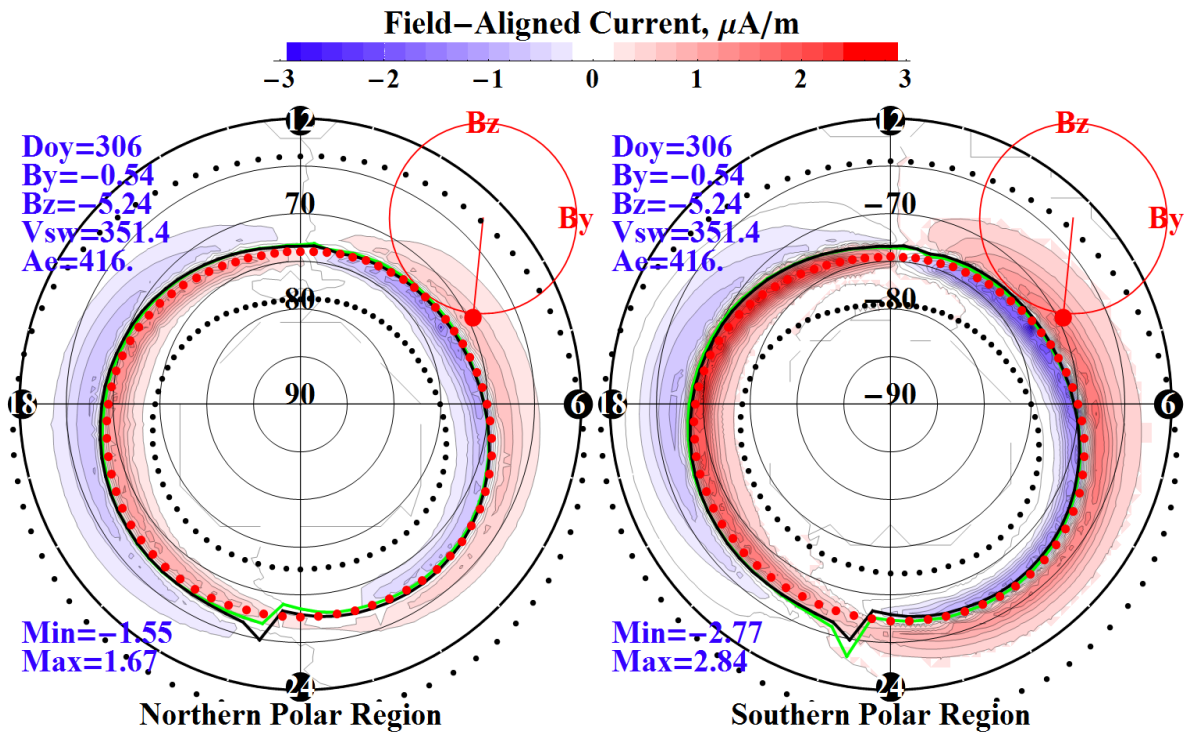 Field−Aligned Current, μA/m
−3 −2 −1 0 1 2 3
12
Doy=306
By=−0.54
Bz=−5.24
Vsw=351.4
Ae=416.
Bz
By
70
80
90
18
6
24
Min=−1.55
Max=1.67
Northern Polar Region
12
Doy=306
By=−0.54
Bz=−5.24
Vsw=351.4
Ae=416.
Bz
By
−70
−80
−90
18
6
24
Min=−2.77
Max=2.84
Southern Polar Region